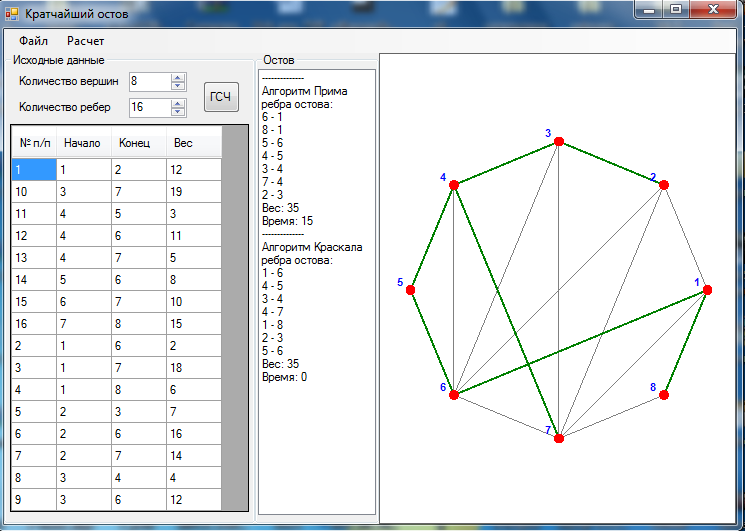 Кратчайший остов
Файл Расчет
Исходные данные
Количество вершин 8
Количество ребер 16
ГСЧ
№ п/п Начало Конец Вес
1 1 2 12
10 3 7 19
11 4 5 3
12 4 6 11
13 4 7 5
14 5 6 8
15 6 7 10
16 7 8 15
2 1 6 2
3 1 7 18
4 1 8 6
5 2 3 7
6 2 6 16
7 2 7 14
8 3 4 4
9 3 6 12
Остов
--------------
Алгоритм Прима
ребра остова:
6 - 1
8 - 1
5 - 6
4 - 5
3 - 4
7 - 4
2 - 3
Вес: 35
Время: 15
--------------
Алгоритм Краскала
ребра остова:
1 - 6
4 - 5
3 - 4
4 - 7
1 - 8
2 - 3
5 - 6
Вес: 35
Время: 0
3
4
2
5
1
6
8
7